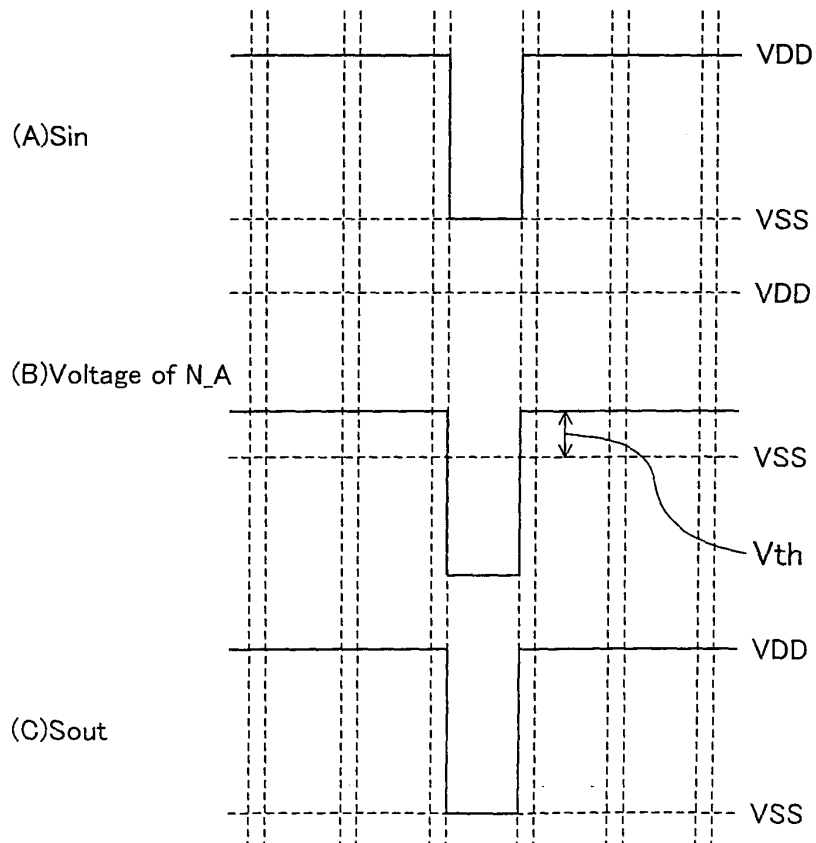 VDD
(A)Sin
VSS
VDD
(B)Voltage of N_A
VSS
Vth
VDD
(C)Sout
VSS